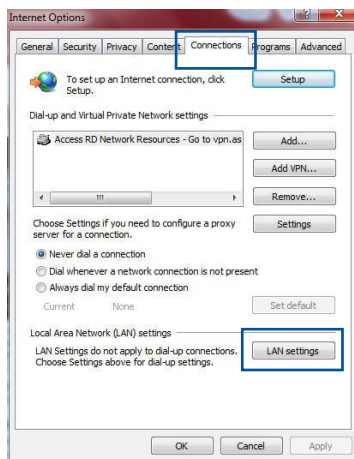 Internet Options
General Security Privacy Content Connections Programs Advanced
To set up an Internet connection, click
Setup.
Setup
Dial-up and Virtual Private Network settings
Access RD Network Resources - Go to vpn.as
Add...
Add VPN...
Remove...
Choose Settings if you need to configure a proxy
server for a connection.
Settings
Never dial a connection
Dial whenever a network connection is not present
Always dial my default connection
Current None
Set default
Local Area Network (LAN) settings
LAN Settings do not apply to dial-up connections.
Choose Settings above for dial-up settings.
LAN settings
OK Cancel Apply